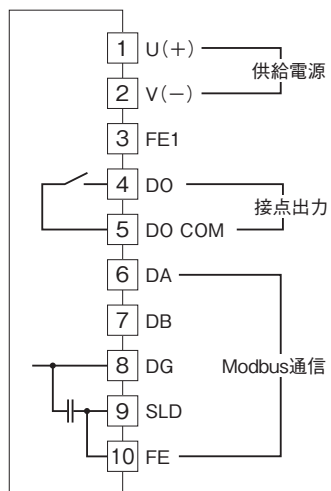 1 U(+)
供給電源
2 V(−)
3 FE1
4 DO
接点出力
5 DO COM
6 DA
7 DB
8 DG
Modbus通信
9 SLD
10 FE